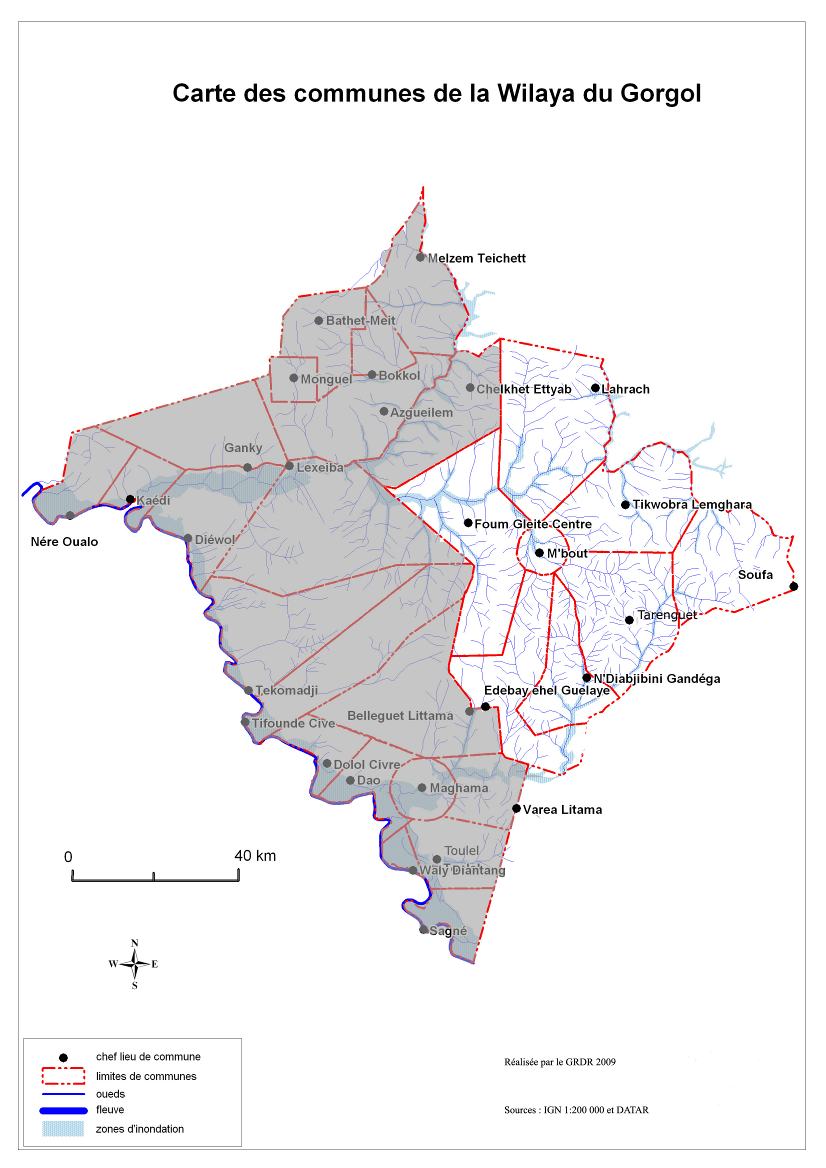 Carte des communes de la Wilaya du Gorgol
Melzem Teichett
Bathet-Meit
Monguel
Bokkol
Chelkhet Ettyab
Lahrach
Azgueilem
Ganky
Lexeiba
Kaédi
Nére Oualo
Diéwol
Foum Gleite Centre
Tikwobra Lemghara
M'bout
Soufa
Tarenguet
N'Diabjibini Gandéga
Edebay ehel Guelaye
Tekomadji
Tifounde Cive
Belleguet Littama
Dolol Civre
Dao
Maghama
Varea Litama
Toulel
Waly Diantang
Sagné
0
40 km
N
W
E
S
chef lieu de commune
limites de communes
oueds
fleuve
zones d'inondation
Réalisée par le GRDR 2009
Sources : IGN 1:200 000 et DATAR